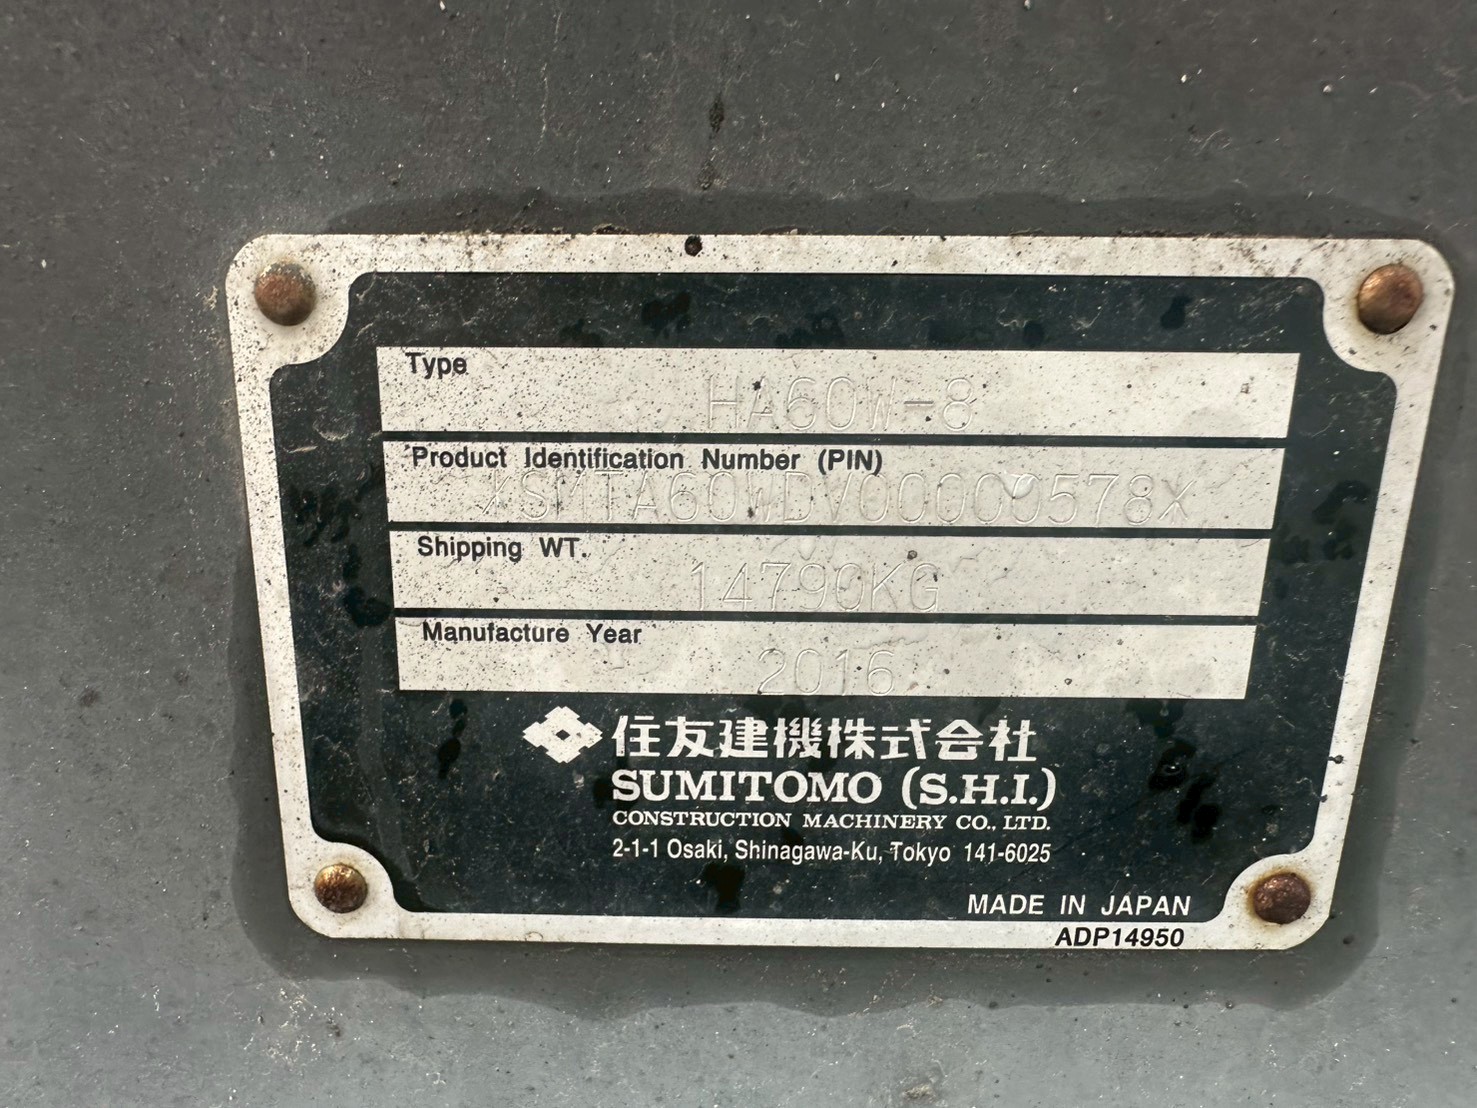 Type
HA60W-8
Product Identification Number (PIN)
*SMTA60WDV00000578*
Shipping WT.
14790KG
Manufacture Year
2016
住友建機株式会社
SUMITOMO (S.H.I.)
CONSTRUCTION MACHINERY CO., LTD.
2-1-1 Osaki, Shinagawa-Ku, Tokyo 141-6025
MADE IN JAPAN
ADP14950